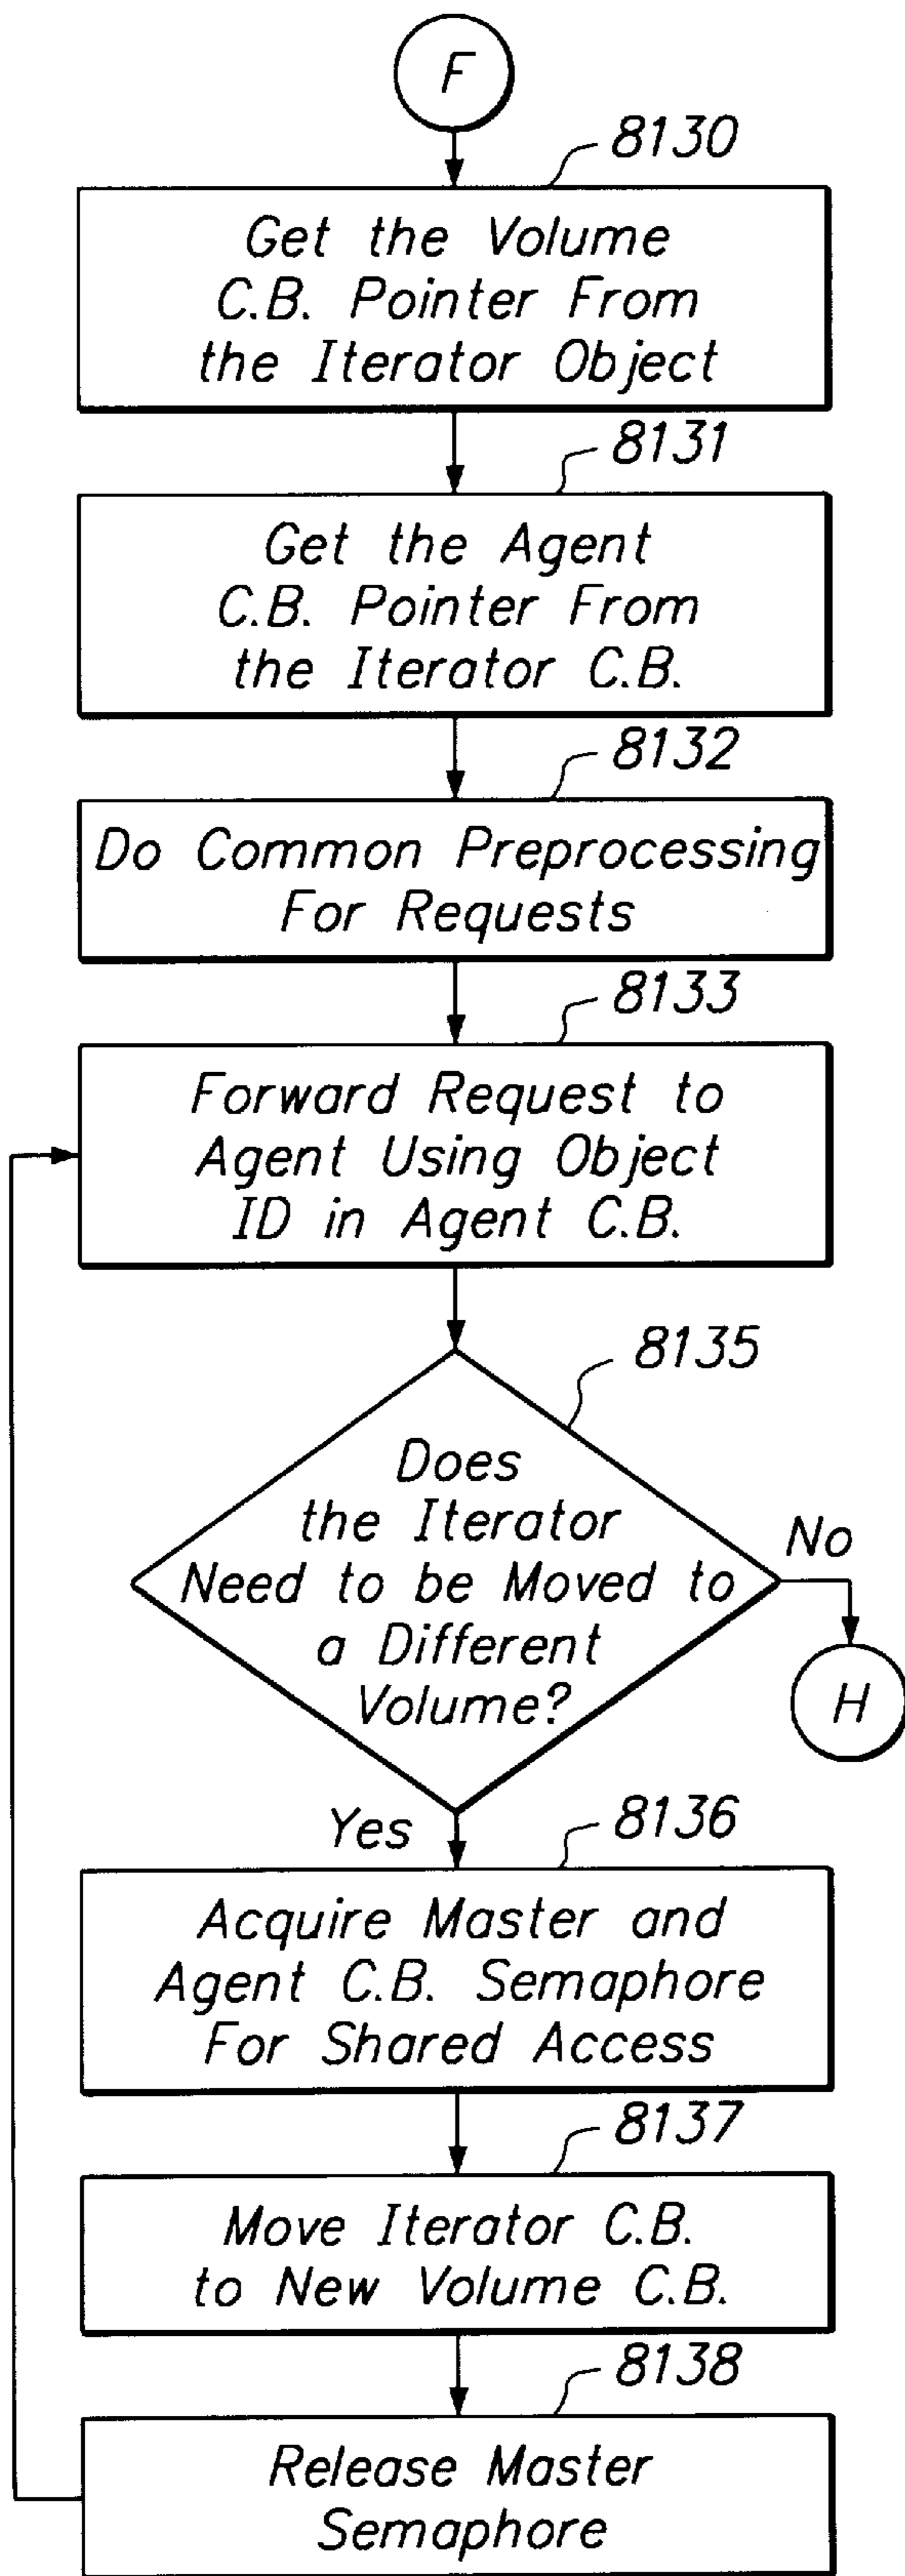 F
8130
Get the Volume
C.B. Pointer From
the Iterator Object
8131
Get the Agent
C.B. Pointer From
the Iterator C.B.
8132
Do Common Preprocessing
For Requests
8133
Forward Request to
Agent Using Object
ID in Agent C.B.
8135
Does
the Iterator
Need to be Moved to
a Different
Volume?
No
H
Yes
8136
Acquire Master and
Agent C.B. Semaphore
For Shared Access
8137
Move Iterator C.B.
to New Volume C.B.
8138
Release Master
Semaphore